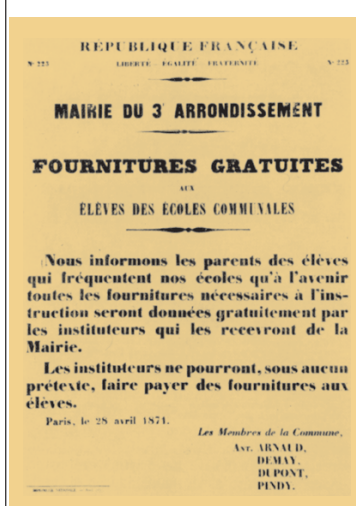 RÉPUBLIQUE FRANÇAISE
N° 223 LIBERTÉ - ÉGALITÉ - FRATERNITÉ N° 223
MAIRIE DU 3e ARRONDISSEMENT
FOURNITURES GRATUITES
AUX
ÉLÈVES DES ÉCOLES COMMUNALES
Nous informons les parents des élèves
qui fréquentent nos écoles qu'à l'avenir
toutes les fournitures nécessaires à l'ins-
truction seront données gratuitement par
les instituteurs qui les recevront de la
Mairie.
Les instituteurs ne pourront, sous aucun
prétexte, faire payer des fournitures aux
élèves.
Paris, le 28 avril 1871.
Les Membres de la Commune,
Ant. ARNAUD,
DEMAY,
DUPONT,
PINDY.